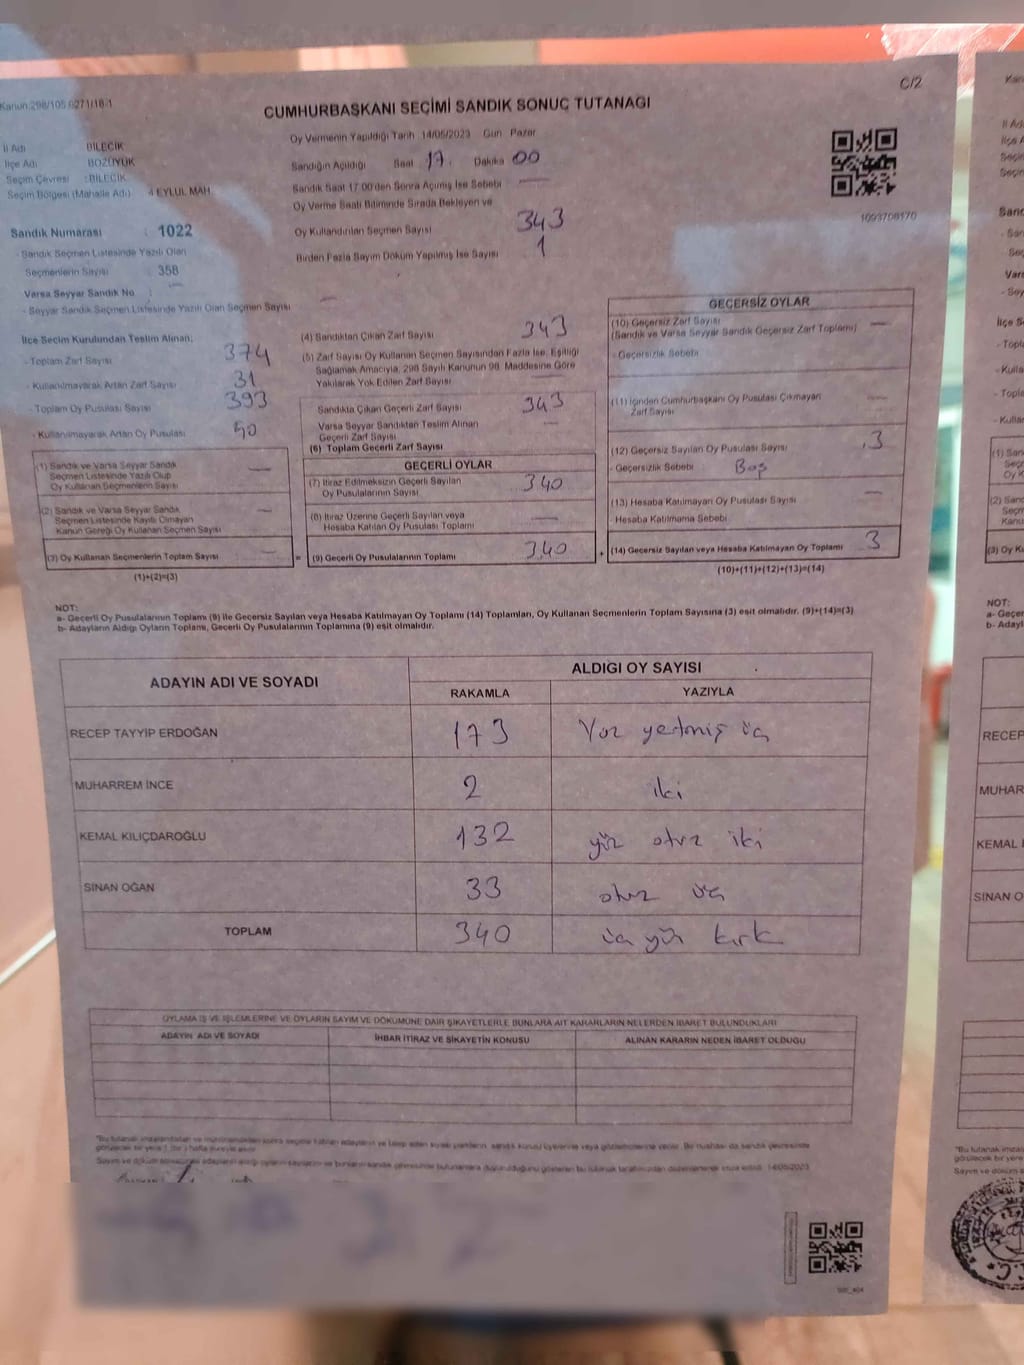 C/2
Kanun:298/105 6271/18-1
CUMHURBAŞKANI SEÇİMİ SANDIK SONUÇ TUTANAĞI
Oy Vermenin Yapıldığı Tarih : 14/05/2023 Gün : Pazar
İl Adı : BİLECİK
İlçe Adı : BOZÜYÜK
Seçim Çevresi : BİLECİK
Seçim Bölgesi (Mahalle Adı) : 4 EYLÜL MAH.
Sandık Numarası : 1022
- Sandık Seçmen Listesinde Yazılı Olan
Seçmenlerin Sayısı : 358
Varsa Seyyar Sandık No :
- Seyyar Sandık Seçmen Listesinde Yazılı Olan Seçmen Sayısı
Sandığın Açıldığı Saat 17. Dakika 00
Sandık Saat 17:00'den Sonra Açılmış İse Sebebi
Oy Verme Saati Bitiminde Sırada Bekleyen ve
Oy Kullandırılan Seçmen Sayısı 343
Birden Fazla Sayım Döküm Yapılmış İse Sayısı 1
1093708170
İlçe Seçim Kurulundan Teslim Alınan;
- Toplam Zarf Sayısı 374
- Kullanılmayarak Artan Zarf Sayısı 31
- Toplam Oy Pusulası Sayısı 393
- Kullanılmayarak Artan Oy Pusulası 50
(1) Sandık ve Varsa Seyyar Sandık
Seçmen Listesinde Yazılı Olup
Oy Kullanan Seçmenlerin Sayısı
(2) Sandık ve Varsa Seyyar Sandık
Seçmen Listesinde Kayıtlı Olmayan
Kanun Gereği Oy Kullanan Seçmen Sayısı
(3) Oy Kullanan Seçmenlerin Toplam Sayısı
(1)+(2)=(3)
(4) Sandıktan Çıkan Zarf Sayısı 343
(5) Zarf Sayısı Oy Kullanan Seçmen Sayısından Fazla İse, Eşitliği
Sağlamak Amacıyla, 298 Sayılı Kanunun 98. Maddesine Göre
Yakılarak Yok Edilen Zarf Sayısı
Sandıkta Çıkan Geçerli Zarf Sayısı 343
Varsa Seyyar Sandıktan Teslim Alınan
Geçerli Zarf Sayısı
(6) Toplam Geçerli Zarf Sayısı
GEÇERLİ OYLAR
(7) İtiraz Edilmeksizin Geçerli Sayılan
Oy Pusulalarının Sayısı 340
(8) İtiraz Üzerine Geçerli Sayılan veya
Hesaba Katılan Oy Pusulası Toplamı
= (9) Geçerli Oy Pusulalarının Toplamı 340
GEÇERSİZ OYLAR
(10) Geçersiz Zarf Sayısı
(Sandık ve Varsa Seyyar Sandık Geçersiz Zarf Toplamı)
- Geçersizlik Sebebi
(11) İçinden Cumhurbaşkanı Oy Pusulası Çıkmayan
Zarf Sayısı
(12) Geçersiz Sayılan Oy Pusulası Sayısı 3
- Geçersizlik Sebebi Boş
(13) Hesaba Katılmayan Oy Pusulası Sayısı
Hesaba Katılmama Sebebi
+ (14) Geçersiz Sayılan veya Hesaba Katılmayan Oy Toplamı 3
(10)+(11)+(12)+(13)=(14)
NOT:
a- Geçerli Oy Pusulalarının Toplamı (9) ile Geçersiz Sayılan veya Hesaba Katılmayan Oy Toplamı (14) Toplamları, Oy Kullanan Seçmenlerin Toplam Sayısına (3) eşit olmalıdır. (9)+(14)=(3)
b- Adayların Aldığı Oyların Toplamı, Geçerli Oy Pusulalarının Toplamına (9) eşit olmalıdır.
ADAYIN ADI VE SOYADI
ALDIĞI OY SAYISI
RAKAMLA YAZIYLA
RECEP TAYYİP ERDOĞAN 173 Yüz yetmiş üç
MUHARREM İNCE 2 iki
KEMAL KILIÇDAROĞLU 132 yüz otuz iki
SİNAN OĞAN 33 otuz üç
TOPLAM 340 üç yüz kırk
OYLAMA İŞ VE İŞLEMLERİNE VE OYLARIN SAYIM VE DÖKÜMÜNE DAİR ŞİKAYETLERLE BUNLARA AİT KARARLARIN NELERDEN İBARET BULUNDUKLARI
ADAYIN ADI VE SOYADI İHBAR İTİRAZ VE ŞİKAYETİN KONUSU ALINAN KARARIN NEDEN İBARET OLDUĞU
14/05/2023